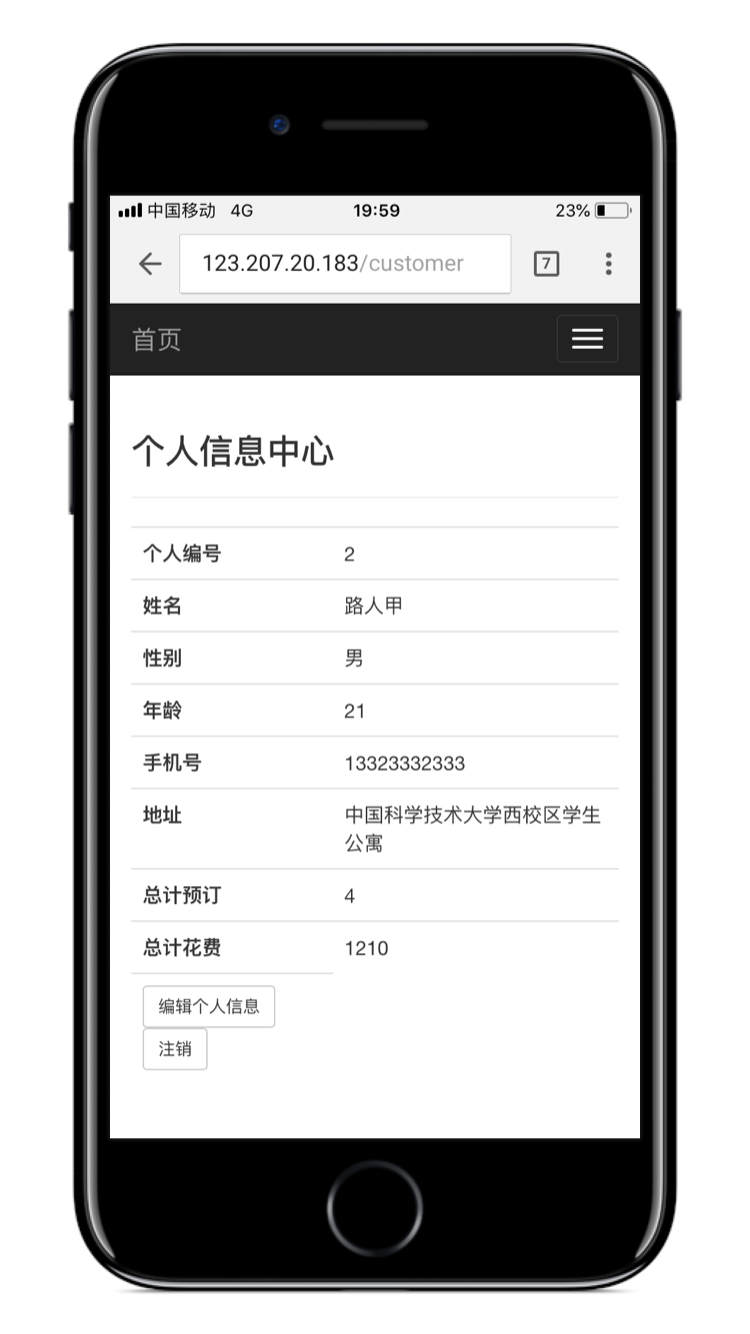 中国移动 4G 19:59 23%
123.207.20.183/customer 7
首页
个人信息中心
个人编号 2
姓名 路人甲
性别 男
年龄 21
手机号 13323332333
地址 中国科学技术大学西校区学生
公寓
总计预订 4
总计花费 1210
编辑个人信息
注销